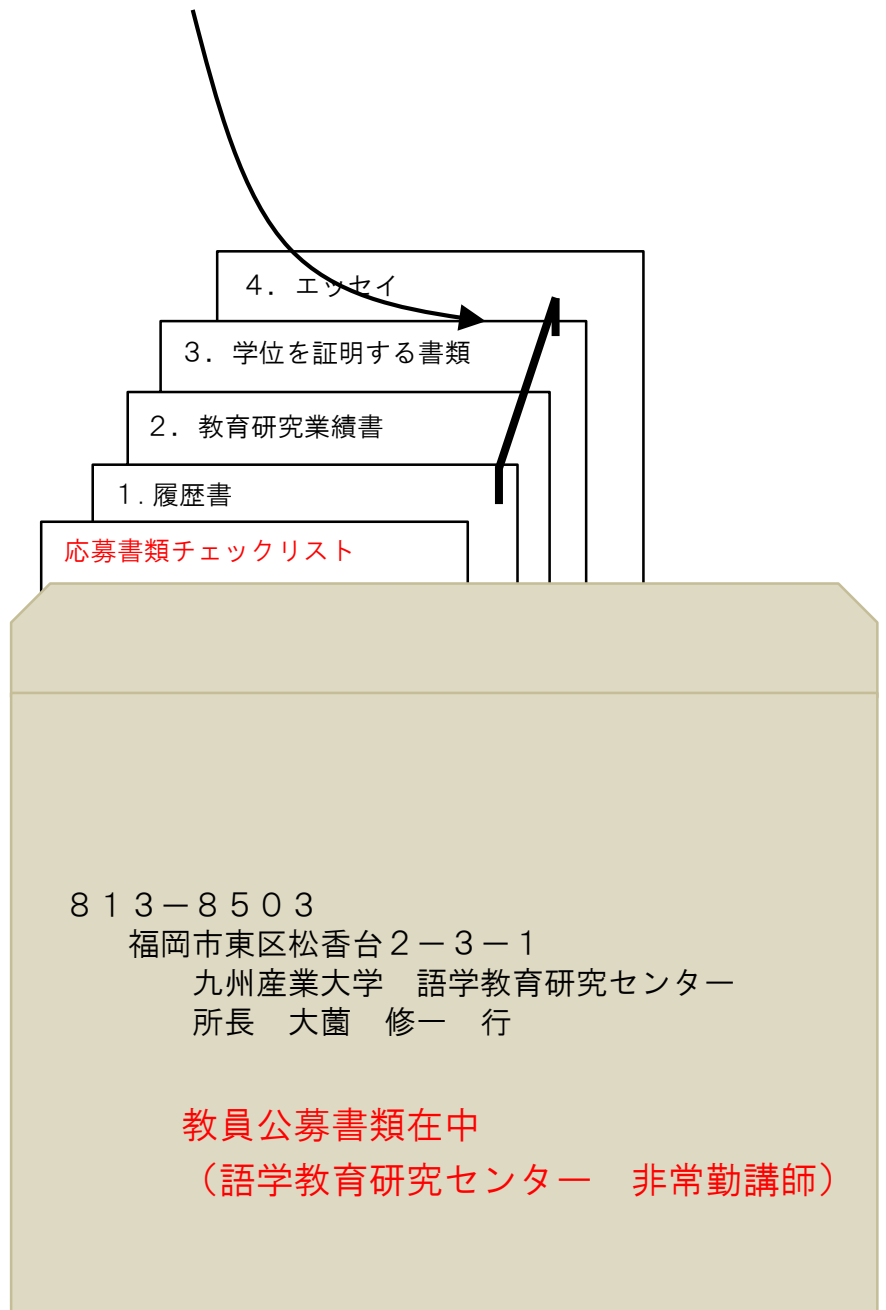 ４．エッセイ
３．学位を証明する書類
２．教育研究業績書
１.履歴書
応募書類チェックリスト
８１３－８５０３
福岡市東区松香台２－３－１
九州産業大学　語学教育研究センター
所長　大薗　修一　行
教員公募書類在中
（語学教育研究センター　非常勤講師）